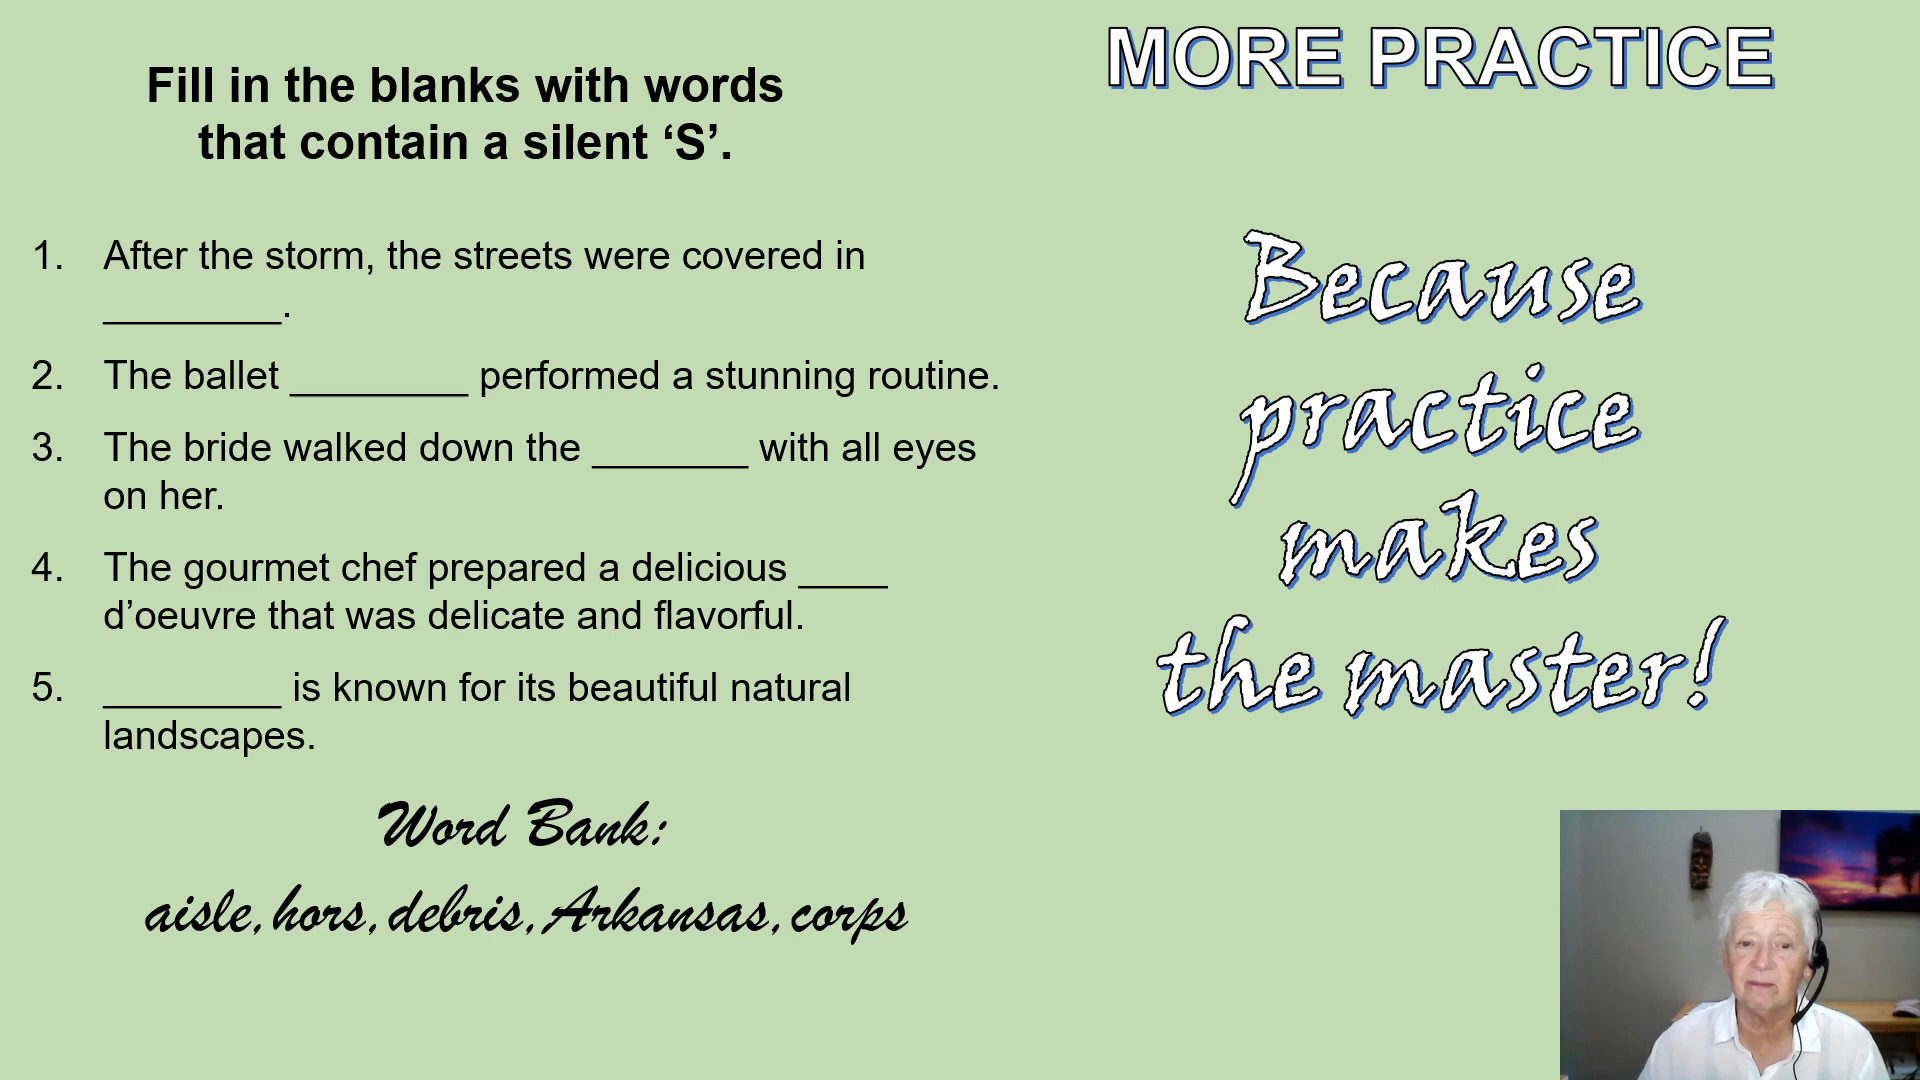 Fill in the blanks with words
that contain a silent ‘S’.
1. After the storm, the streets were covered in
________.
2. The ballet ________ performed a stunning routine.
3. The bride walked down the _______ with all eyes
on her.
4. The gourmet chef prepared a delicious ____
d’oeuvre that was delicate and flavorful.
5. ________ is known for its beautiful natural
landscapes.
Word Bank:
aisle, hors, debris, Arkansas, corps
MORE PRACTICE
Because
practice
makes
the master!